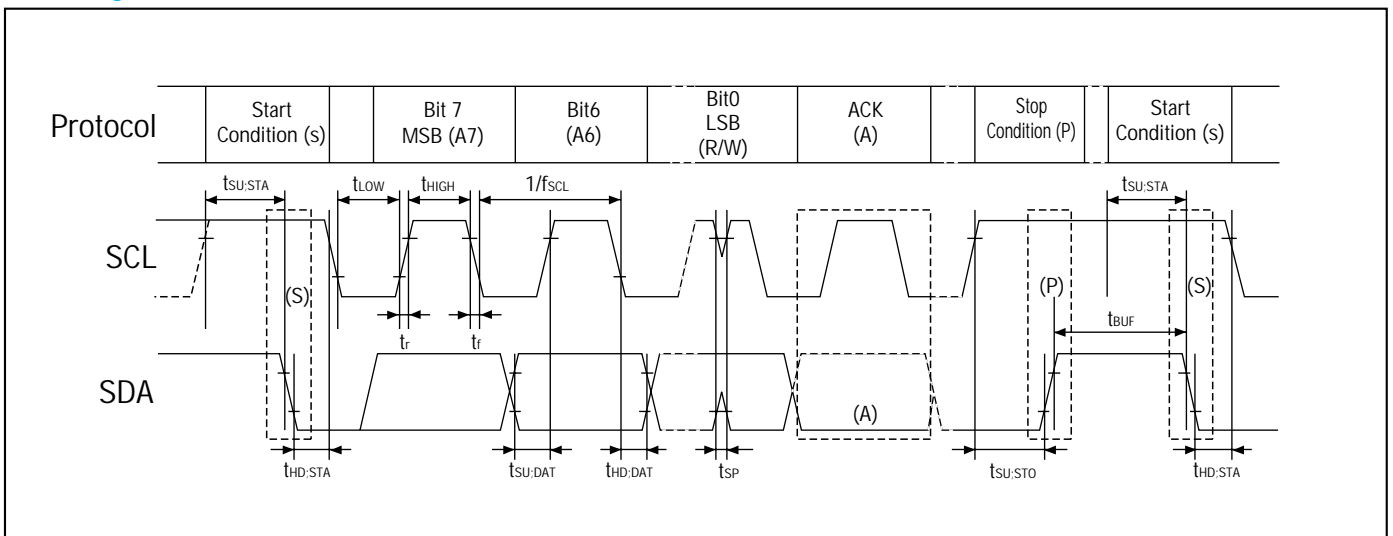 Protocol
Start
Condition (s)
Bit 7
MSB (A7)
Bit6
(A6)
Bit0
LSB
(R/W)
ACK
(A)
Stop
Condition (P)
Start
Condition (s)
tSU;STA
tLOW
tHIGH
1/fSCL
tSU;STA
SCL
(S)
(P)
(S)
tr
tf
tBUF
SDA
(A)
tHD;STA
tSU;DAT
tHD;DAT
tSP
tSU;STO
tHD;STA